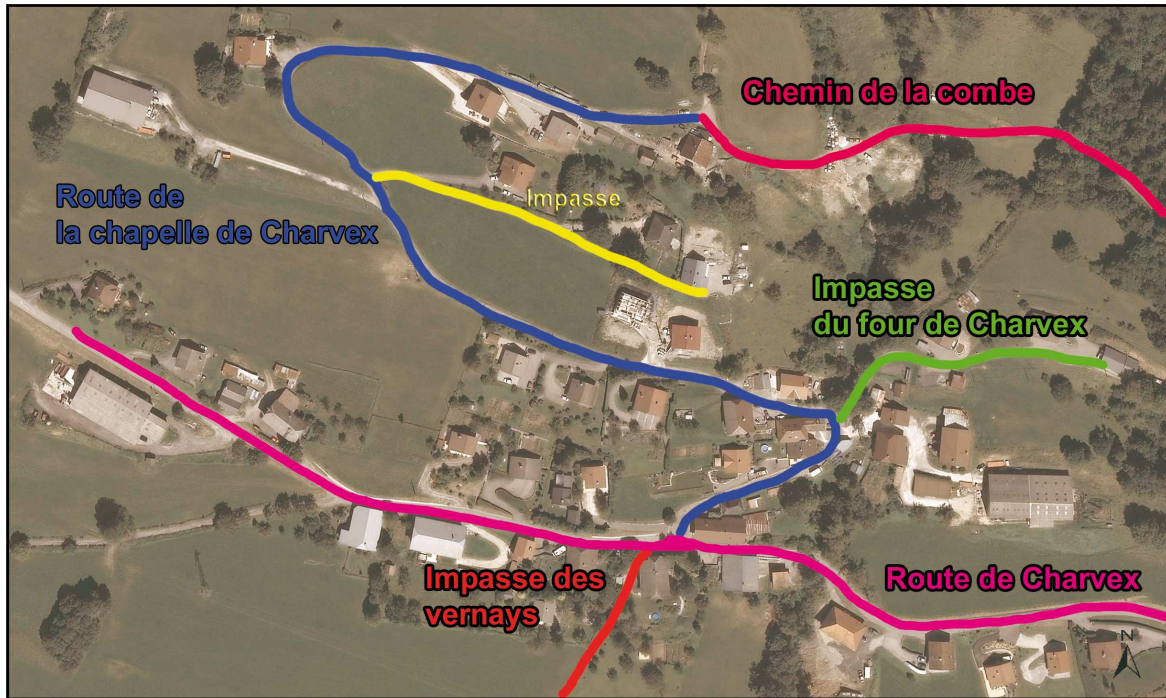 Chemin de la combe
Impasse
Route de
la chapelle de Charvex
Impasse
du four de Charvex
Impasse des
vernays
Route de Charvex
N